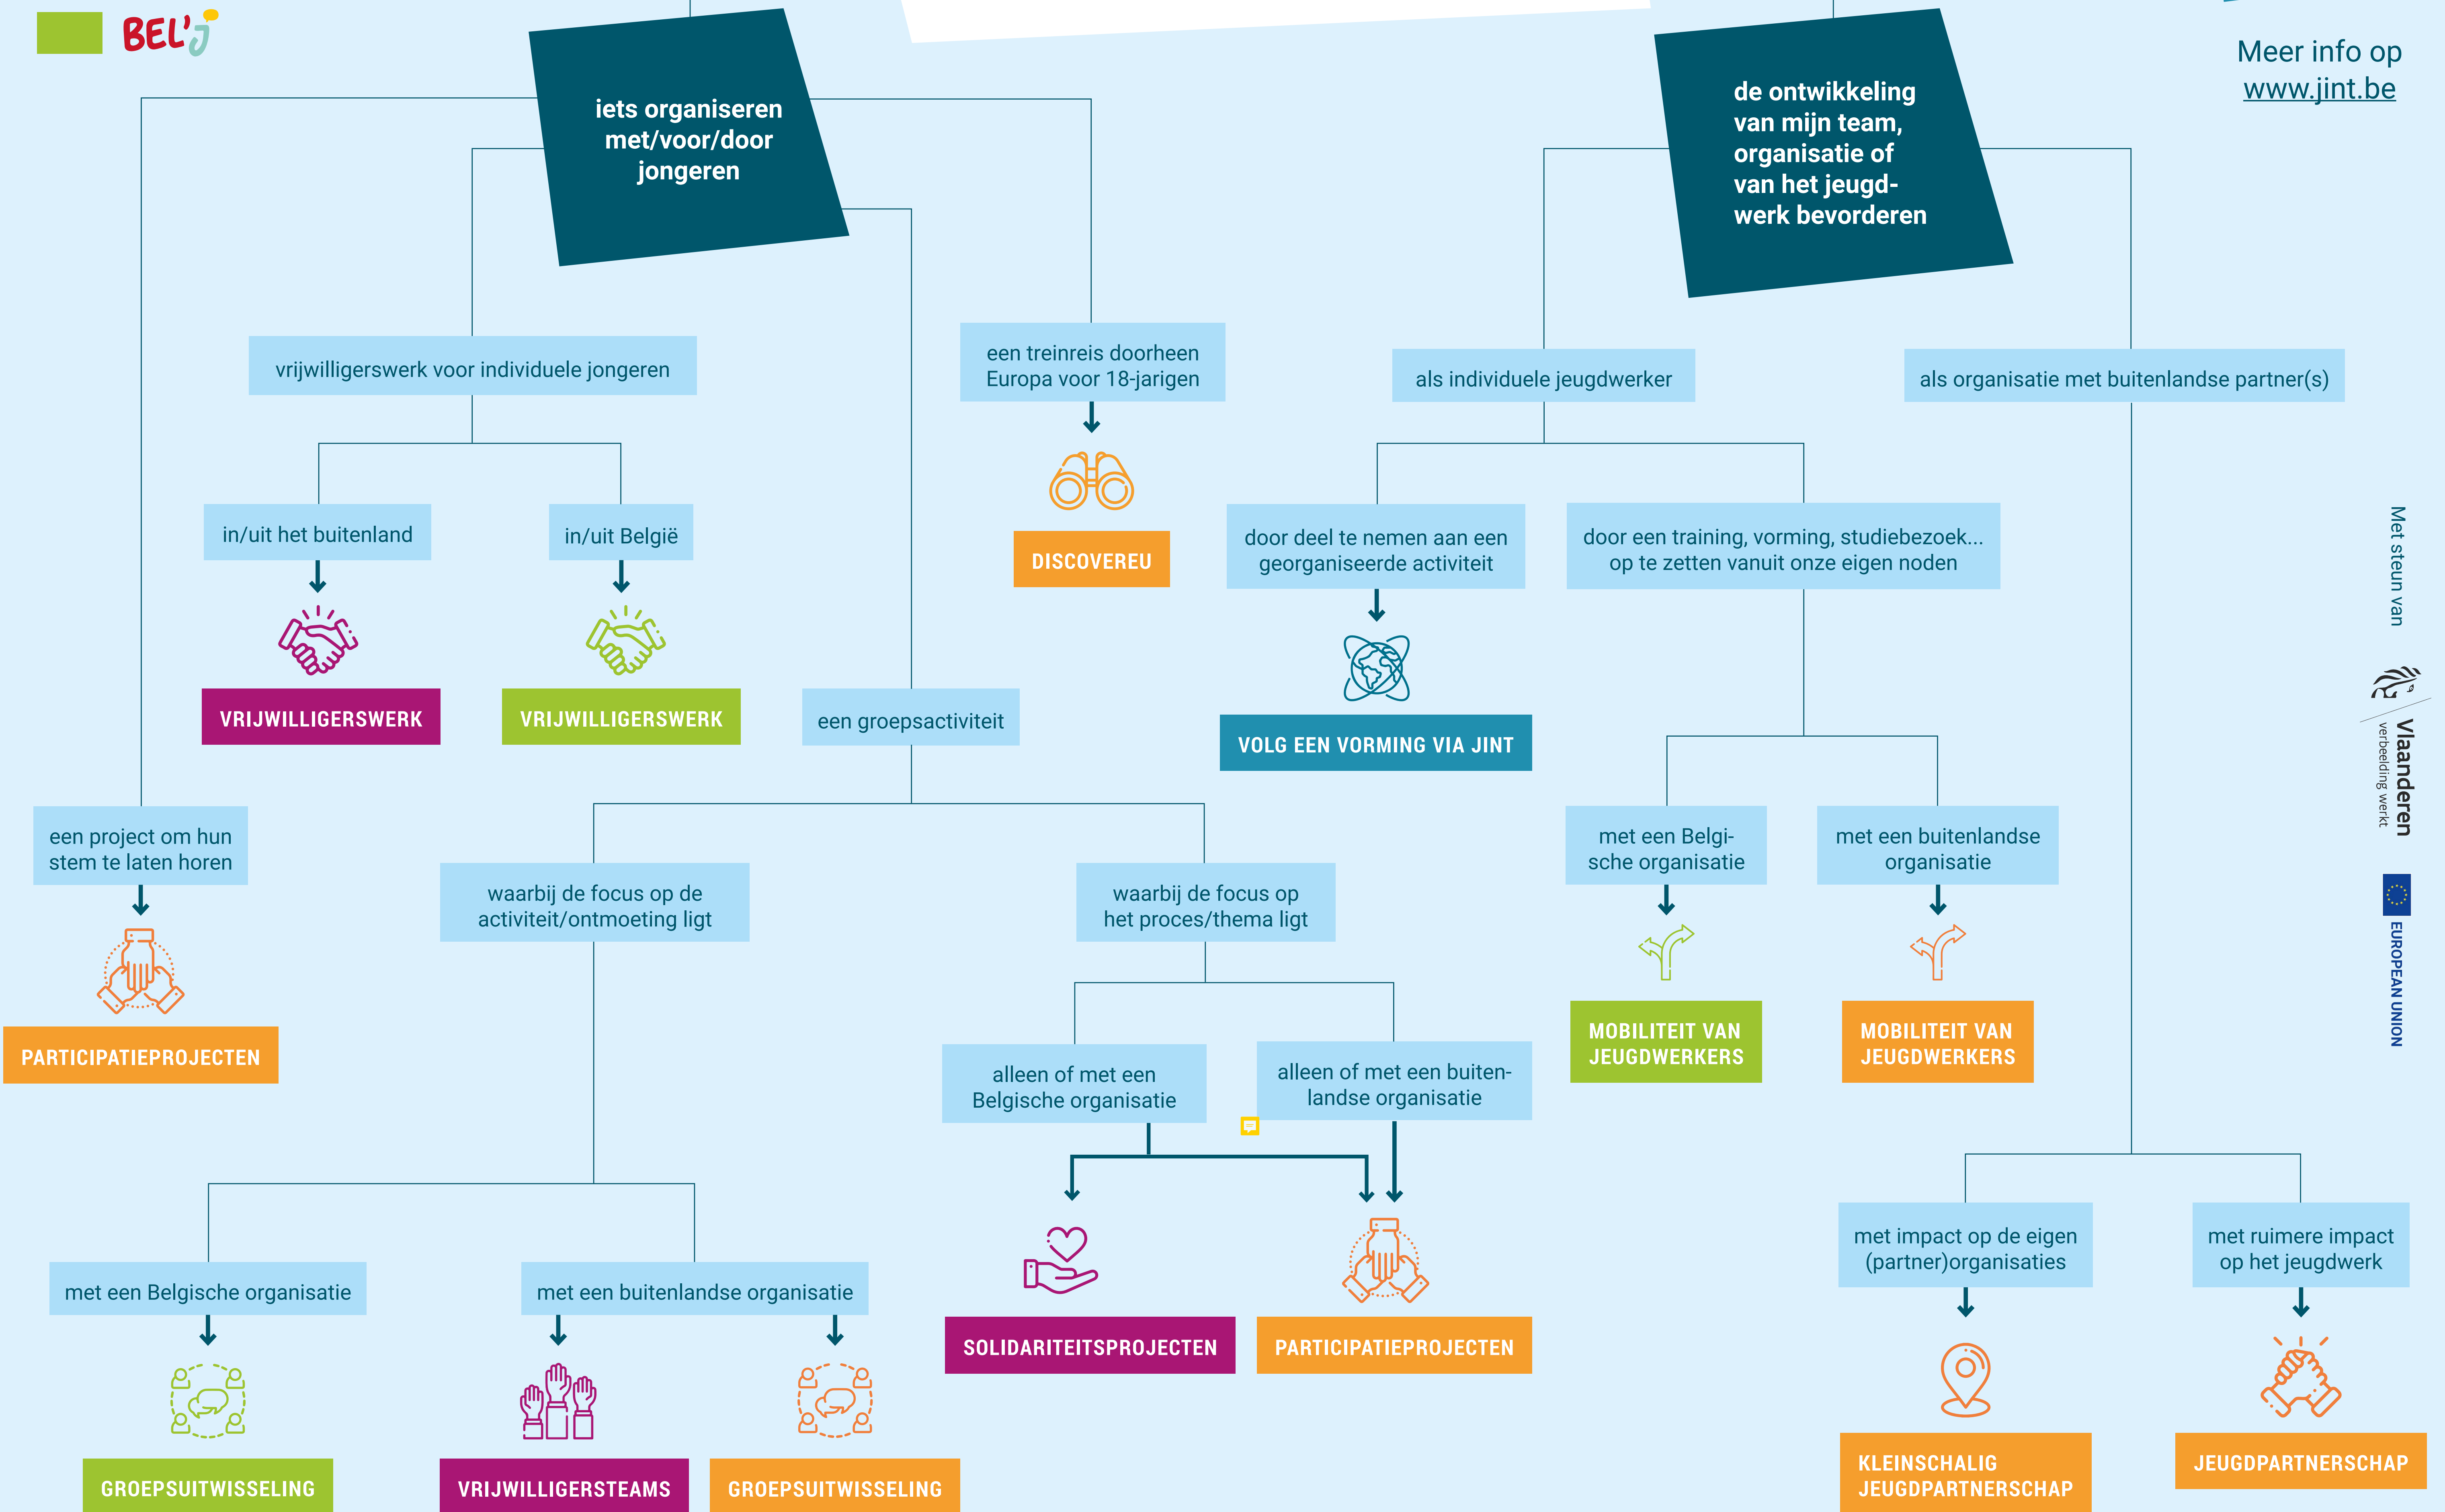 BEL'J
iets organiseren
met/voor/door
jongeren
de ontwikkeling
van mijn team,
organisatie of
van het jeugd-
werk bevorderen
Meer info op
www.jint.be
vrijwilligerswerk voor individuele jongeren
een treinreis doorheen
Europa voor 18-jarigen
als individuele jeugdwerker
als organisatie met buitenlandse partner(s)
in/uit het buitenland
in/uit België
DISCOVEREU
door deel te nemen aan een
georganiseerde activiteit
door een training, vorming, studiebezoek...
op te zetten vanuit onze eigen noden
VRIJWILLIGERSWERK
VRIJWILLIGERSWERK
een groepsactiviteit
VOLG EEN VORMING VIA JINT
een project om hun
stem te laten horen
waarbij de focus op de
activiteit/ontmoeting ligt
waarbij de focus op
het proces/thema ligt
met een Belgi-
sche organisatie
met een buitenlandse
organisatie
PARTICIPATIEPROJECTEN
alleen of met een
Belgische organisatie
alleen of met een buiten-
landse organisatie
MOBILITEIT VAN
JEUGDWERKERS
MOBILITEIT VAN
JEUGDWERKERS
met een Belgische organisatie
met een buitenlandse organisatie
SOLIDARITEITSPROJECTEN
PARTICIPATIEPROJECTEN
met impact op de eigen
(partner)organisaties
met ruimere impact
op het jeugdwerk
GROEPSUITWISSELING
VRIJWILLIGERSTEAMS
GROEPSUITWISSELING
KLEINSCHALIG
JEUGDPARTNERSCHAP
JEUGDPARTNERSCHAP
Met steun van
Vlaanderen
verbeelding werkt
EUROPEAN UNION